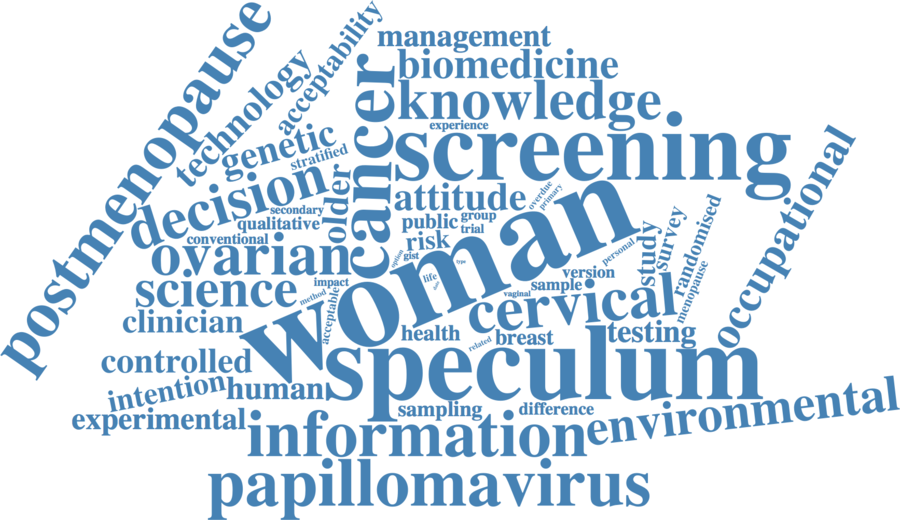 postmenopause
technology
acceptability
management
biomedicine
knowledge
experience
cancer
screening
genetic
stratified
decision
older
secondary
qualitative
conventional
attitude
overdue
primary
public
group
trial
risk
woman
ovarian
option
gist
type
life
personal
study
survey
randomised
menopause
occupational
science
impact
method
acceptable
version
sample
vaginal
cervical
clinician
health
related
breast
testing
controlled
speculum
intention
human
experimental
sampling
difference
information
environmental
papillomavirus